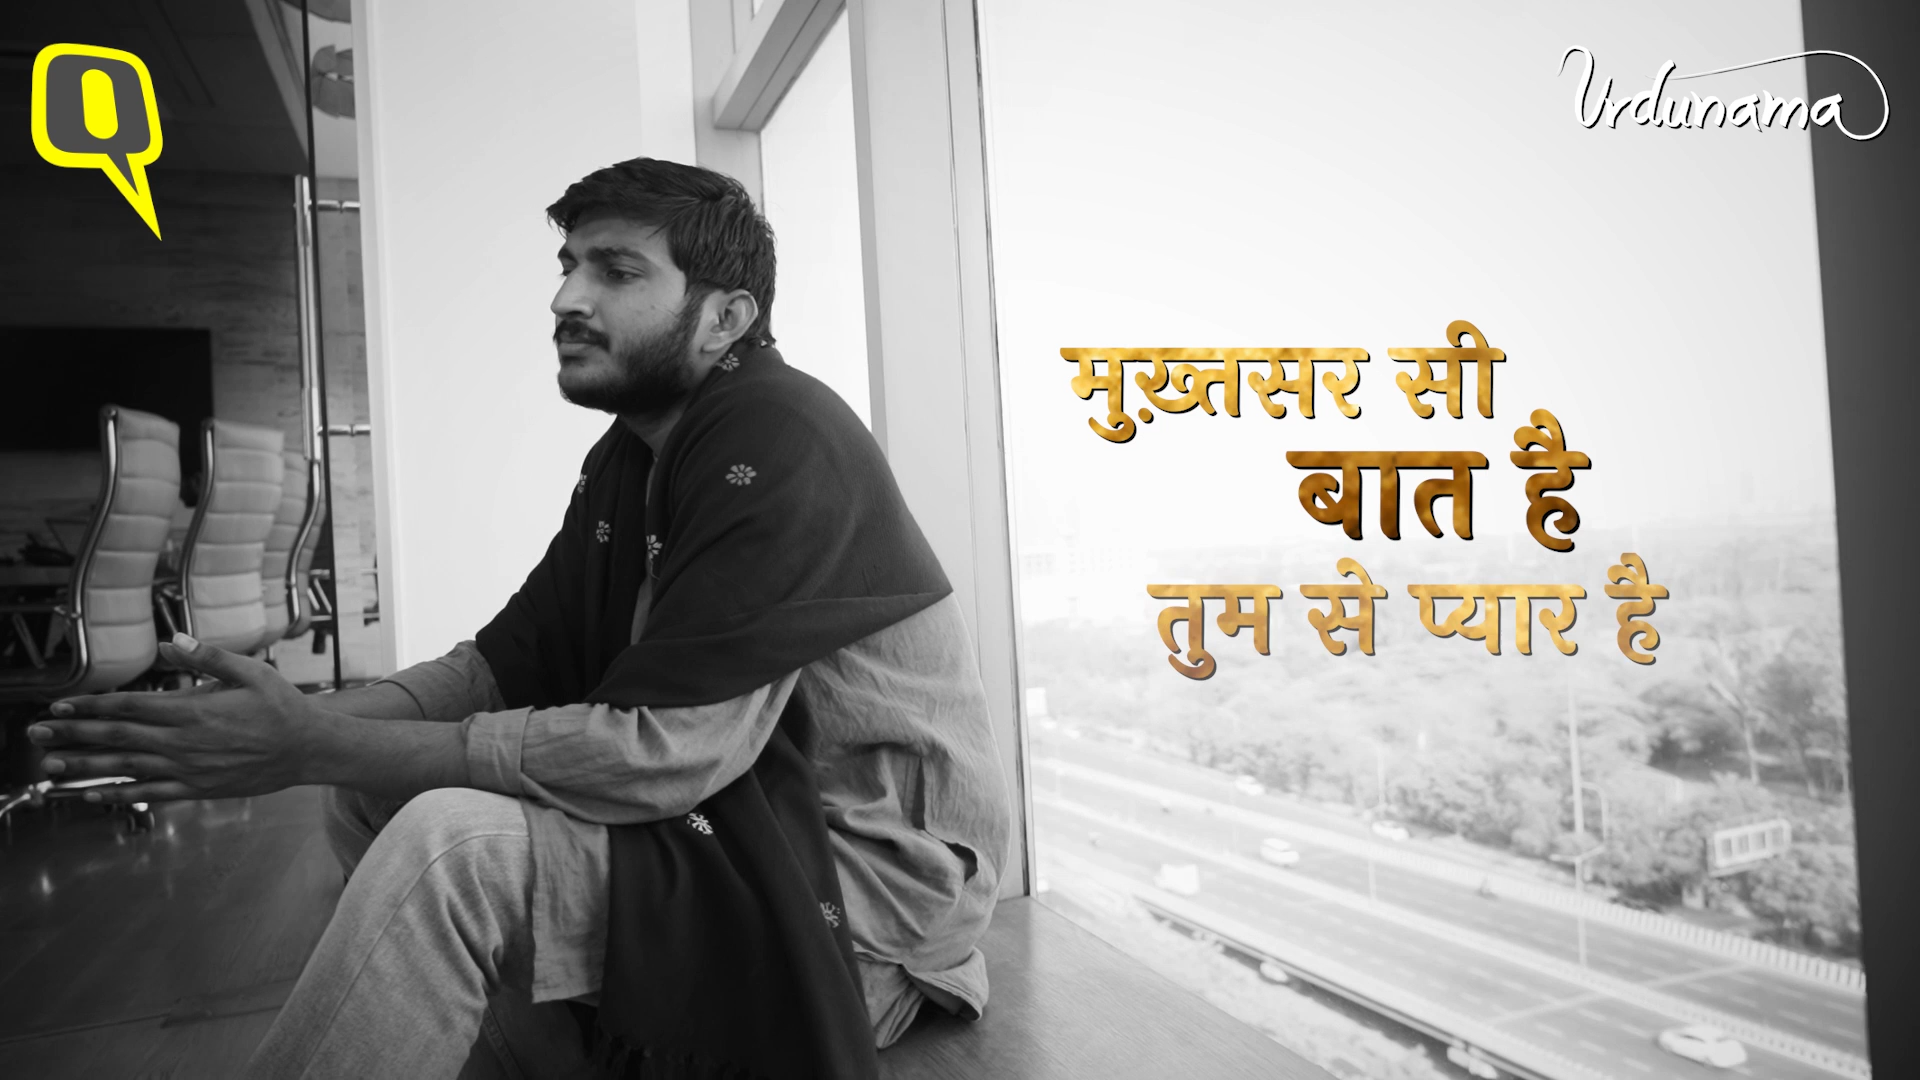 Q
Urdunama
मुख़्तसर सी
बात है
तुम से प्यार है